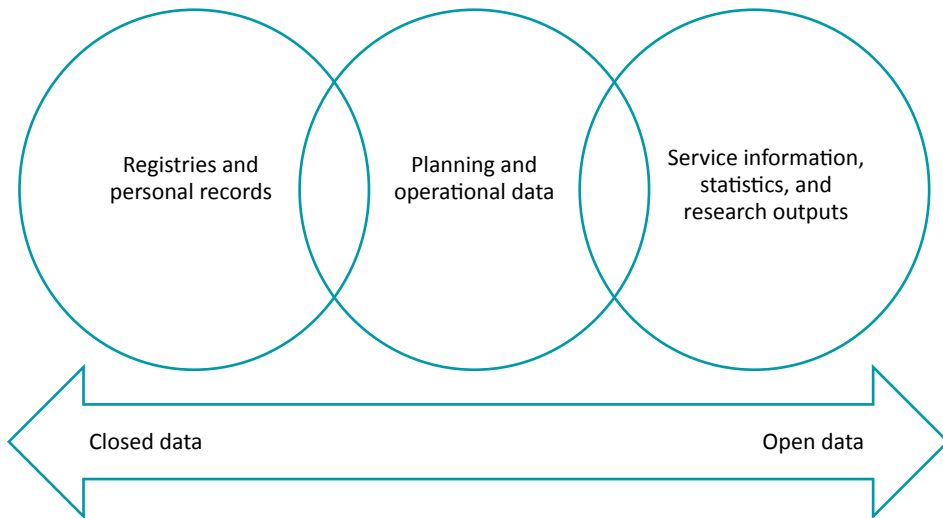 Registries and
personal records
Planning and
operational data
Service information,
statistics, and
research outputs
Closed data
Open data